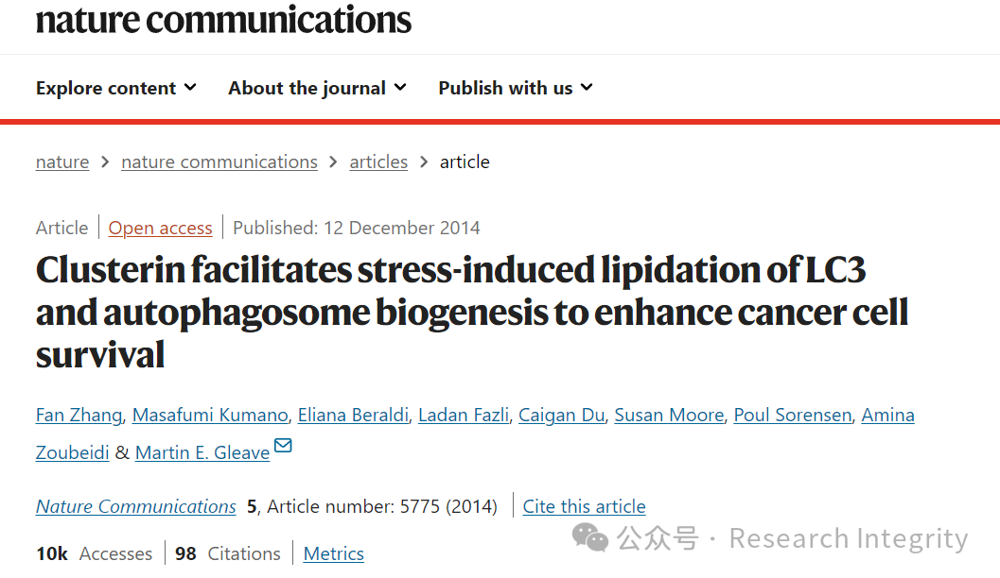 nature communications
Explore content About the journal Publish with us
nature > nature communications > articles > article
Article | Open access | Published: 12 December 2014
Clusterin facilitates stress-induced lipidation of LC3
and autophagosome biogenesis to enhance cancer cell
survival
Fan Zhang, Masafumi Kumano, Eliana Beraldi, Ladan Fazli, Caigan Du, Susan Moore, Poul Sorensen, Amina
Zoubeidi & Martin E. Gleave
Nature Communications 5, Article number: 5775 (2014) | Cite this article
公众号 · Research Integrity
10k Accesses | 98 Citations | Metrics